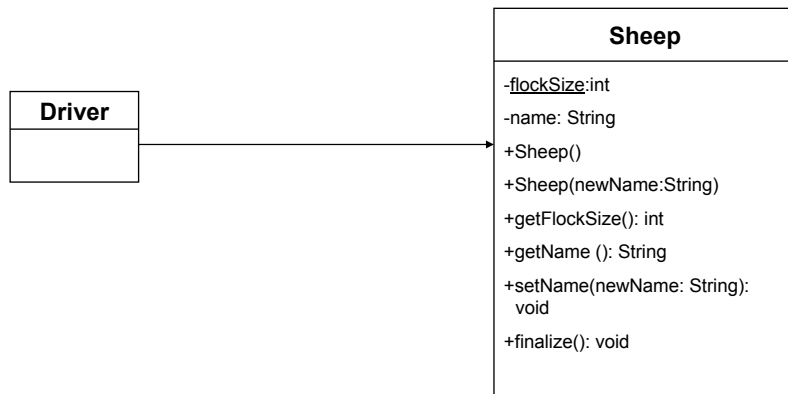 Sheep
-flockSize:int
Driver
-name: String
+Sheep()
+Sheep(newName:String)
+getFlockSize(): int
+getName (): String
+setName(newName: String):
void
+finalize(): void